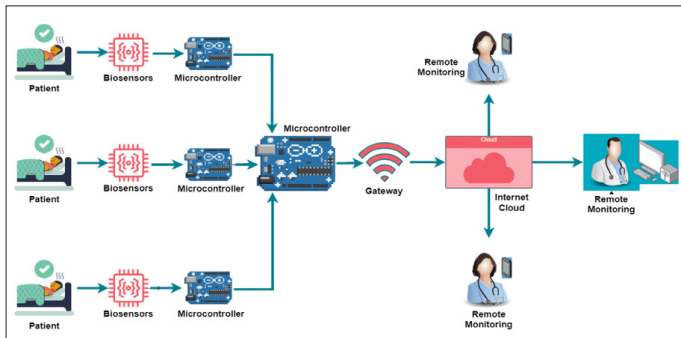 Patient
Biosensors
Microcontroller
Remote
Monitoring
Microcontroller
Patient
Biosensors
Microcontroller
Gateway
Cloud
Internet
Cloud
Remote
Monitoring
Patient
Biosensors
Microcontroller
Remote
Monitoring